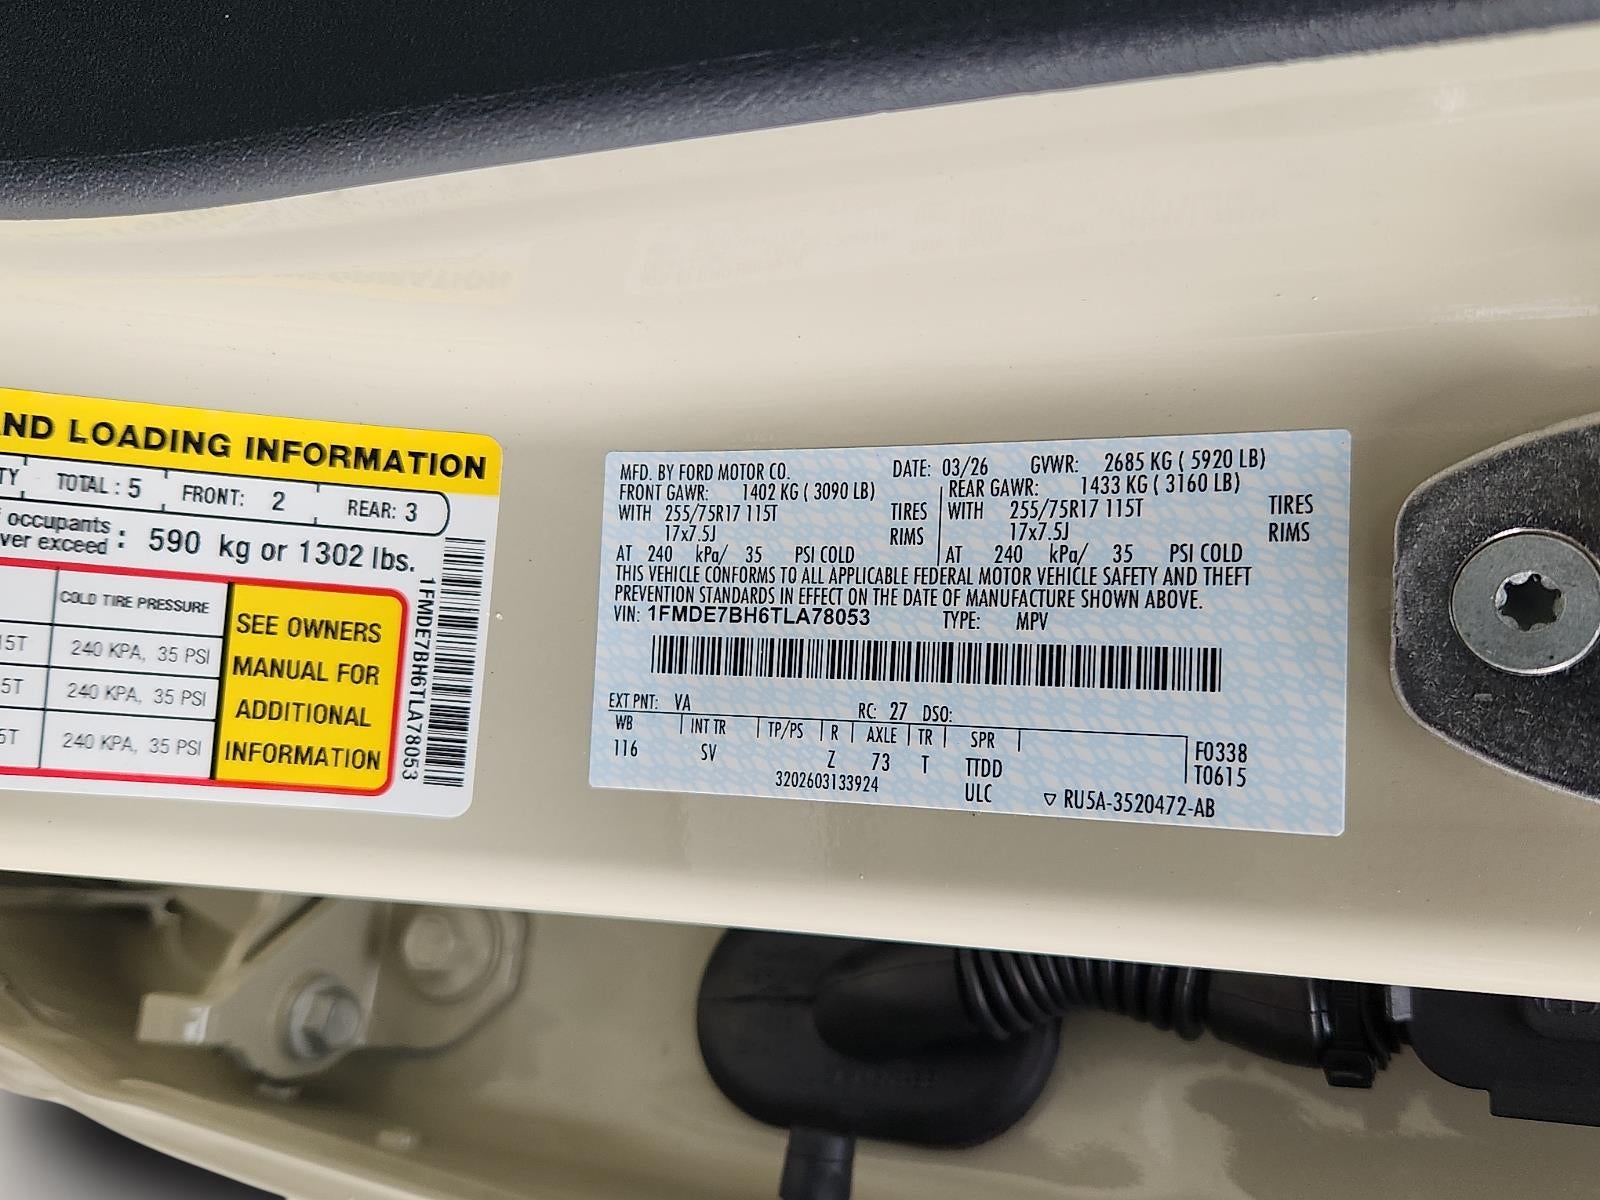 AND LOADING INFORMATION
TOTAL : 5 FRONT: 2 REAR: 3
occupants
ver exceed : 590 kg or 1302 lbs.
COLD TIRE PRESSURE
15T 240 KPA, 35 PSI
5T 240 KPA, 35 PSI
5T 240 KPA, 35 PSI
SEE OWNERS
MANUAL FOR
ADDITIONAL
INFORMATION
1FMDE7BH6TLA78053
MFD. BY FORD MOTOR CO. DATE: 03/26 GVWR: 2685 KG ( 5920 LB)
FRONT GAWR: 1402 KG ( 3090 LB) REAR GAWR: 1433 KG ( 3160 LB)
WITH 255/75R17 115T TIRES WITH 255/75R17 115T TIRES
17x7.5J RIMS 17x7.5J RIMS
AT 240 kPa/ 35 PSI COLD AT 240 kPa/ 35 PSI COLD
THIS VEHICLE CONFORMS TO ALL APPLICABLE FEDERAL MOTOR VEHICLE SAFETY AND THEFT
PREVENTION STANDARDS IN EFFECT ON THE DATE OF MANUFACTURE SHOWN ABOVE.
VIN: 1FMDE7BH6TLA78053 TYPE: MPV
EXT PNT: VA RC: 27 DSO:
WB INT TR TP/PS R AXLE TR SPR
116 SV Z 73 T TTDD
F0338
T0615
3202603133924 ULC RU5A-3520472-AB